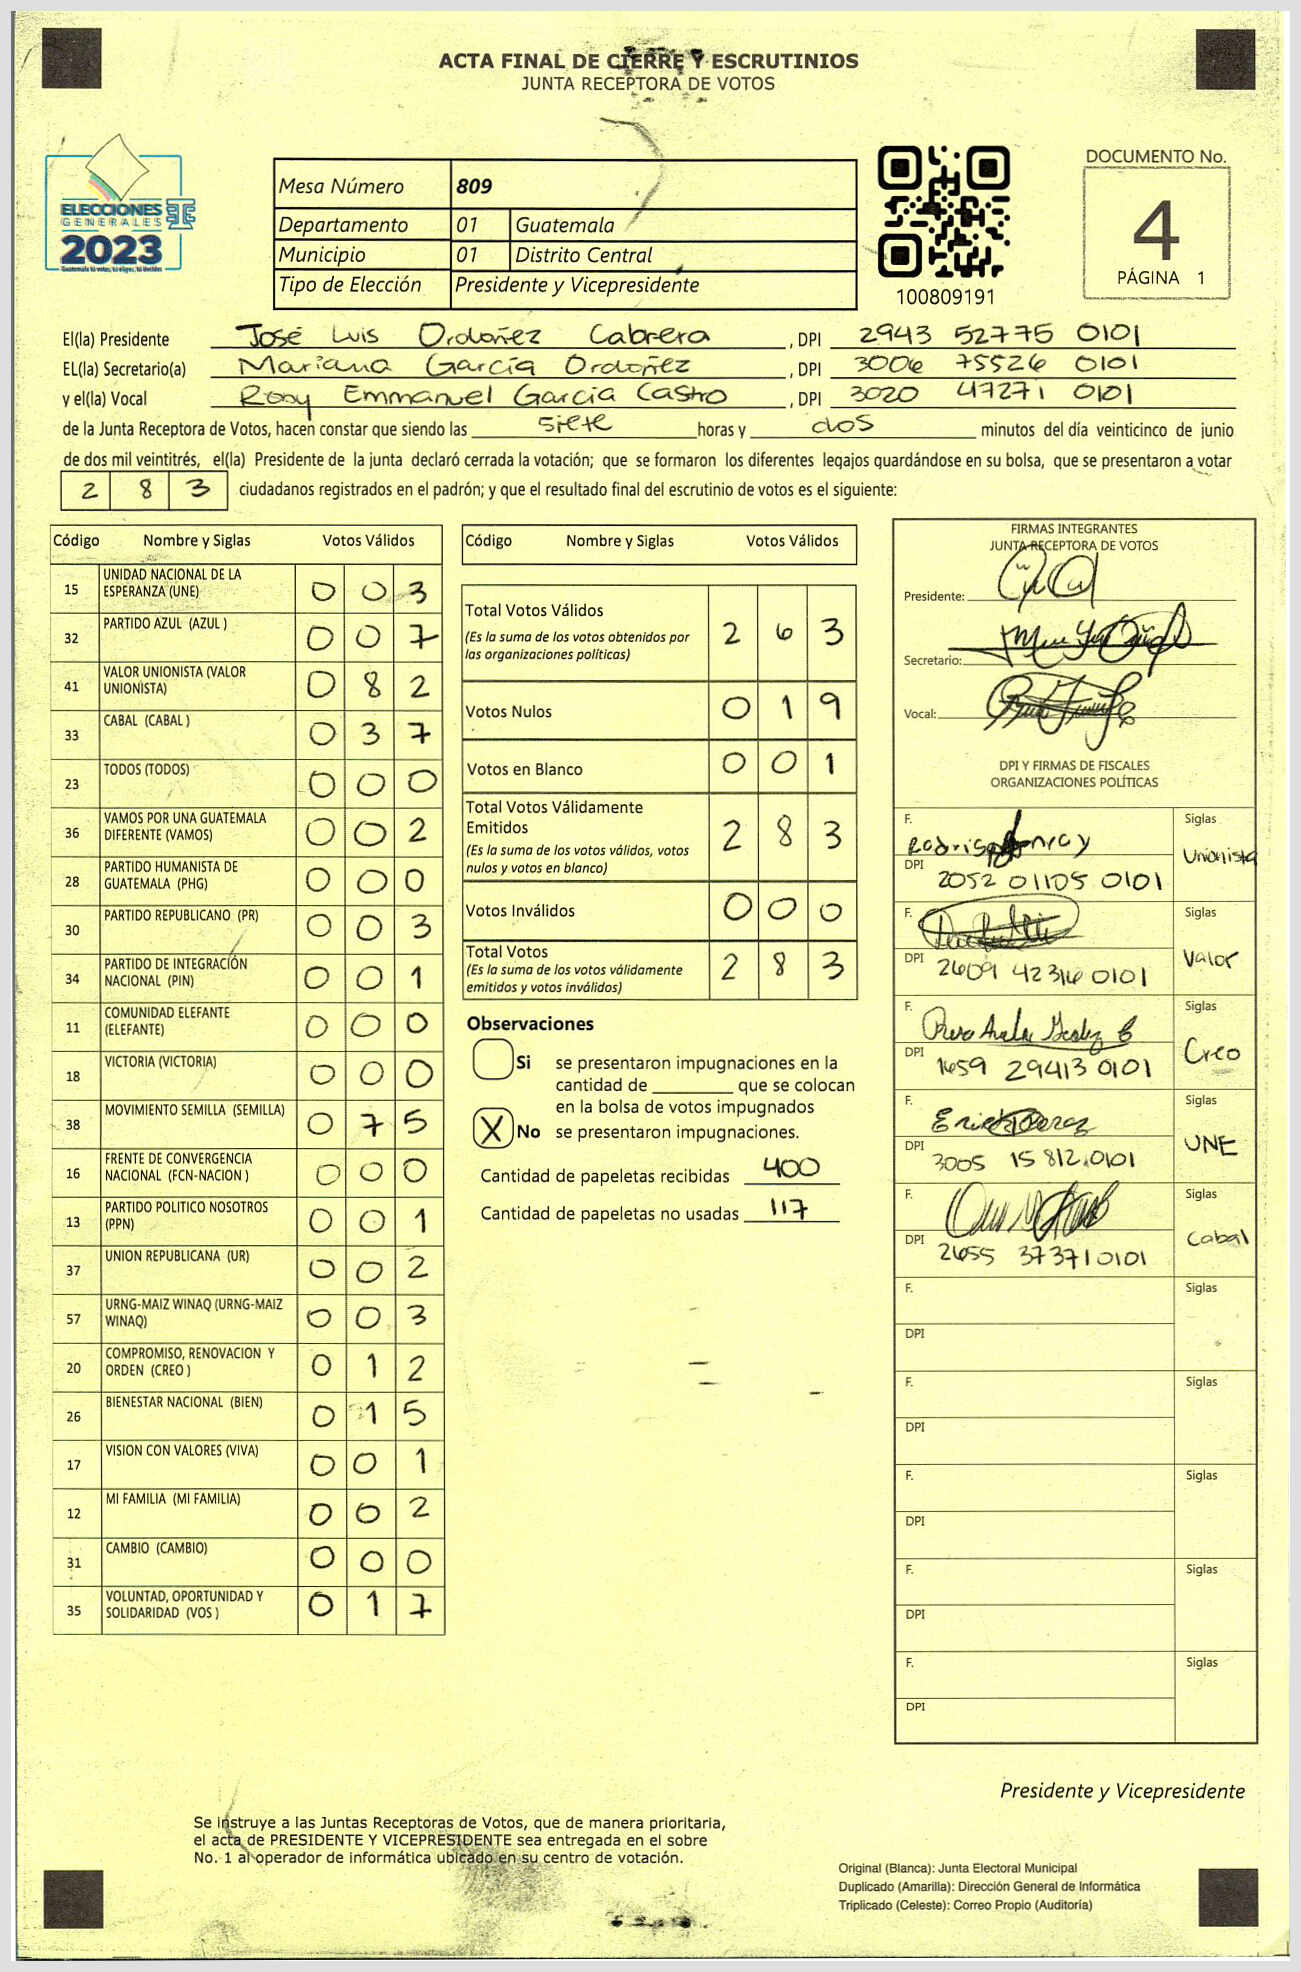 ACTA FINAL DE CIERRE Y ESCRUTINIOS
JUNTA RECEPTORA DE VOTOS
ELECCIONES
GENERALES
2023
Guatemala tú votas, tú eliges, tú decides
Mesa Número 809
Departamento 01 Guatemala
Municipio 01 Distrito Central
Tipo de Elección Presidente y Vicepresidente
100809191
DOCUMENTO No.
4
PÁGINA 1
El(la) Presidente José Luis Ordoñez Cabrera , DPI 2943 52775 0101
EL(la) Secretario(a) Mariana García Ordoñez , DPI 3006 75526 0101
y el(la) Vocal Rony Emmanuel García Castro , DPI 3020 47271 0101
de la Junta Receptora de Votos, hacen constar que siendo las siete horas y dos minutos del día veinticinco de junio
de dos mil veintitrés, el(la) Presidente de la junta declaró cerrada la votación; que se formaron los diferentes legajos guardándose en su bolsa, que se presentaron a votar
2 8 3 ciudadanos registrados en el padrón; y que el resultado final del escrutinio de votos es el siguiente:
Código Nombre y Siglas Votos Válidos
15 UNIDAD NACIONAL DE LA
ESPERANZA (UNE) 0 0 3
32 PARTIDO AZUL (AZUL ) 0 0 7
41 VALOR UNIONISTA (VALOR
UNIONISTA) 0 8 2
33 CABAL (CABAL ) 0 3 7
23 TODOS (TODOS) 0 0 0
36 VAMOS POR UNA GUATEMALA
DIFERENTE (VAMOS) 0 0 2
28 PARTIDO HUMANISTA DE
GUATEMALA (PHG) 0 0 0
30 PARTIDO REPUBLICANO (PR) 0 0 3
34 PARTIDO DE INTEGRACIÓN
NACIONAL (PIN) 0 0 1
11 COMUNIDAD ELEFANTE
(ELEFANTE) 0 0 0
18 VICTORIA (VICTORIA) 0 0 0
38 MOVIMIENTO SEMILLA (SEMILLA) 0 7 5
16 FRENTE DE CONVERGENCIA
NACIONAL (FCN-NACION ) 0 0 0
13 PARTIDO POLITICO NOSOTROS
(PPN) 0 0 1
37 UNION REPUBLICANA (UR) 0 0 2
57 URNG-MAIZ WINAQ (URNG-MAIZ
WINAQ) 0 0 3
20 COMPROMISO, RENOVACION Y
ORDEN (CREO ) 0 1 2
26 BIENESTAR NACIONAL (BIEN) 0 1 5
17 VISION CON VALORES (VIVA) 0 0 1
12 MI FAMILIA (MI FAMILIA) 0 0 2
31 CAMBIO (CAMBIO) 0 0 0
35 VOLUNTAD, OPORTUNIDAD Y
SOLIDARIDAD (VOS ) 0 1 7
Código Nombre y Siglas Votos Válidos
Total Votos Válidos 2 6 3
(Es la suma de los votos obtenidos por
las organizaciones políticas)
Votos Nulos 0 1 9
Votos en Blanco 0 0 1
Total Votos Válidamente
Emitidos 2 8 3
(Es la suma de los votos válidos, votos
nulos y votos en blanco)
Votos Inválidos 0 0 0
Total Votos 2 8 3
(Es la suma de los votos válidamente
emitidos y votos inválidos)
Observaciones
Si se presentaron impugnaciones en la
cantidad de ________ que se colocan
en la bolsa de votos impugnados
X No se presentaron impugnaciones.
Cantidad de papeletas recibidas 400
Cantidad de papeletas no usadas 117
FIRMAS INTEGRANTES
JUNTA RECEPTORA DE VOTOS
Presidente:
Secretario:
Vocal:
DPI Y FIRMAS DE FISCALES
ORGANIZACIONES POLÍTICAS
F. Siglas
Unionista
DPI 2052 01105 0101
F. Siglas
Valor
DPI 2609 42316 0101
F. Siglas
Creo
DPI 1659 29413 0101
F. Siglas
UNE
DPI 3005 15812 0101
F. Siglas
Cabal
DPI 2655 37371 0101
F. Siglas
DPI
F. Siglas
DPI
F. Siglas
DPI
F. Siglas
DPI
F. Siglas
DPI
Presidente y Vicepresidente
Se instruye a las Juntas Receptoras de Votos, que de manera prioritaria,
el acta de PRESIDENTE Y VICEPRESIDENTE sea entregada en el sobre
No. 1 al operador de informática ubicado en su centro de votación.
Original (Blanca): Junta Electoral Municipal
Duplicado (Amarilla): Dirección General de Informática
Triplicado (Celeste): Correo Propio (Auditoría)